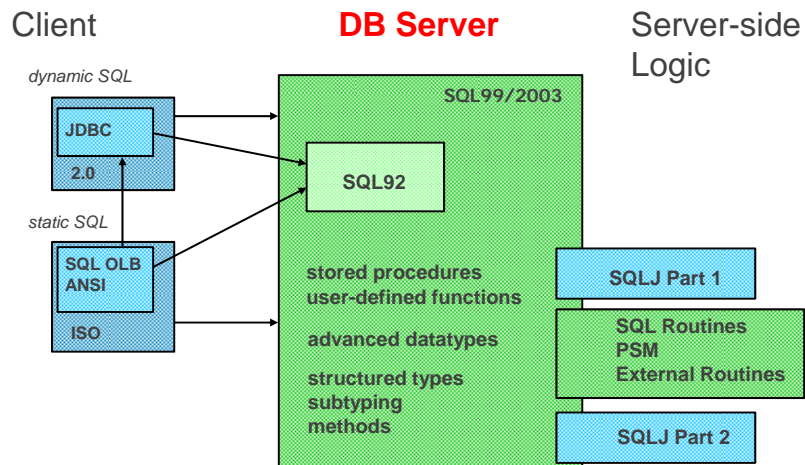 Client
DB Server
Server-side
Logic
dynamic SQL
JDBC
2.0
static SQL
SQL OLB
ANSI
ISO
SQL99/2003
SQL92
stored procedures
user-defined functions
advanced datatypes
structured types
subtyping
methods
SQLJ Part 1
SQL Routines
PSM
External Routines
SQLJ Part 2